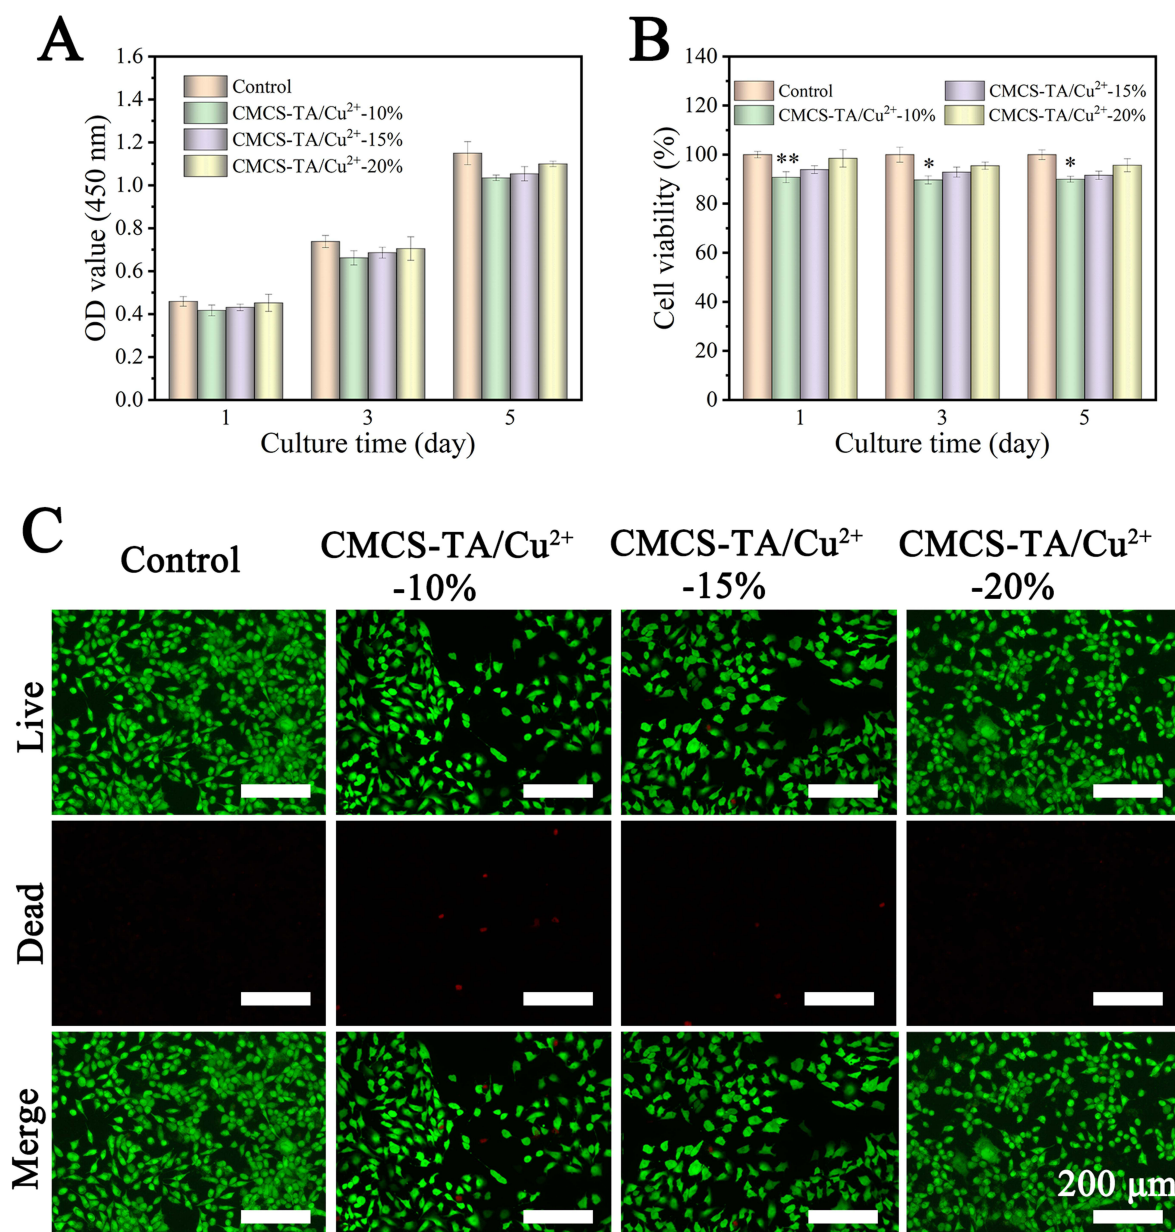 A
OD value (450 nm)
1.6
1.4
1.2
1.0
0.8
0.6
0.4
0.2
0.0
Control
CMCS-TA/Cu²⁺-10%
CMCS-TA/Cu²⁺-15%
CMCS-TA/Cu²⁺-20%
1 3 5
Culture time (day)
B
Cell viability (%)
140
120
100
80
60
40
20
0
Control
CMCS-TA/Cu²⁺-10%
CMCS-TA/Cu²⁺-15%
CMCS-TA/Cu²⁺-20%
** * *
1 3 5
Culture time (day)
C
Control
CMCS-TA/Cu²⁺
-10%
CMCS-TA/Cu²⁺
-15%
CMCS-TA/Cu²⁺
-20%
Live
Dead
Merge
200 μm